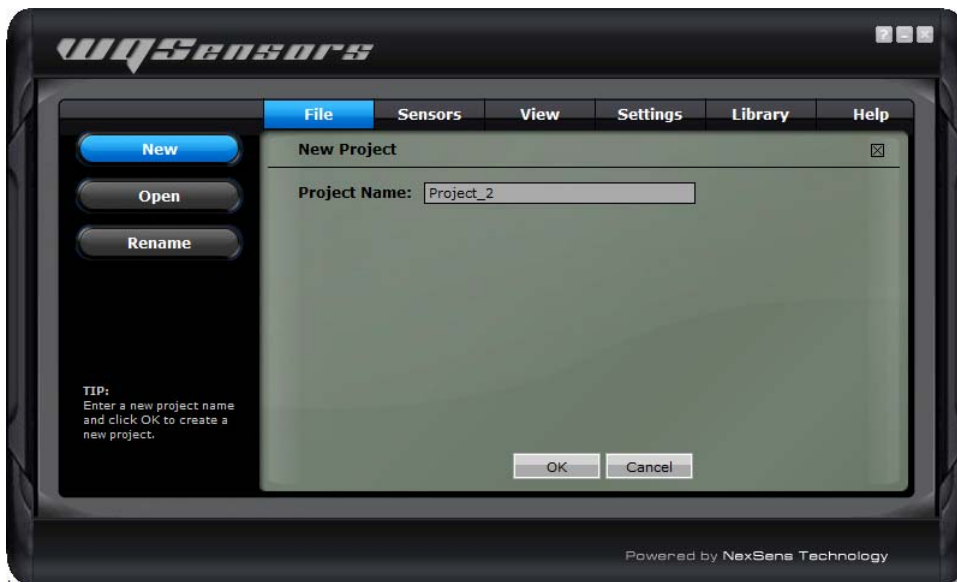 WQSensors
? - x
File Sensors View Settings Library Help
New
Open
Rename
New Project
Project Name: Project_2
TIP:
Enter a new project name
and click OK to create a
new project.
OK Cancel
Powered by NexSens Technology